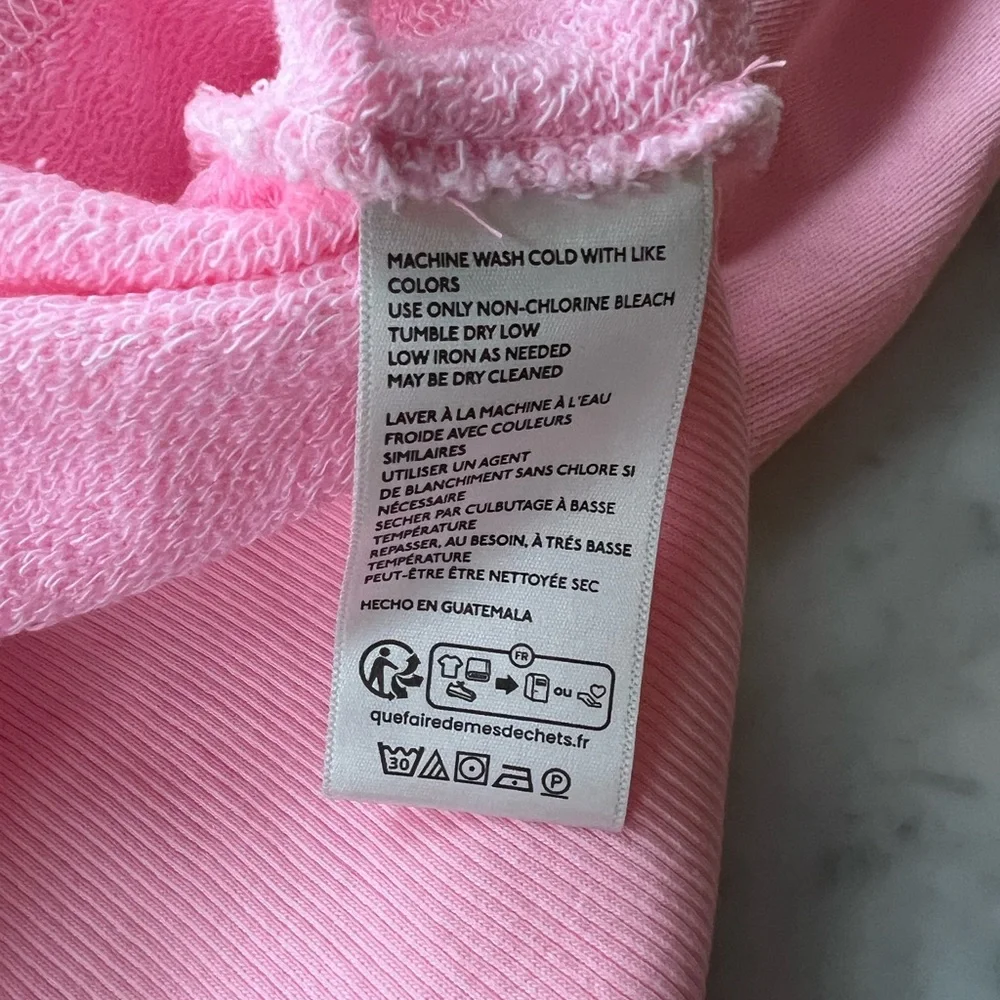 MACHINE WASH COLD WITH LIKE
COLORS
USE ONLY NON-CHLORINE BLEACH
TUMBLE DRY LOW
LOW IRON AS NEEDED
MAY BE DRY CLEANED
LAVER À LA MACHINE À L'EAU
FROIDE AVEC COULEURS
SIMILAIRES
UTILISER UN AGENT
DE BLANCHIMENT SANS CHLORE SI
NÉCESSAIRE
SECHER PAR CULBUTAGE À BASSE
TEMPÉRATURE
REPASSER, AU BESOIN, À TRÉS BASSE
TEMPÉRATURE
PEUT-ÊTRE ÊTRE NETTOYÉE SEC
HECHO EN GUATEMALA
FR
ou
quefairedemesdechets.fr
30 P